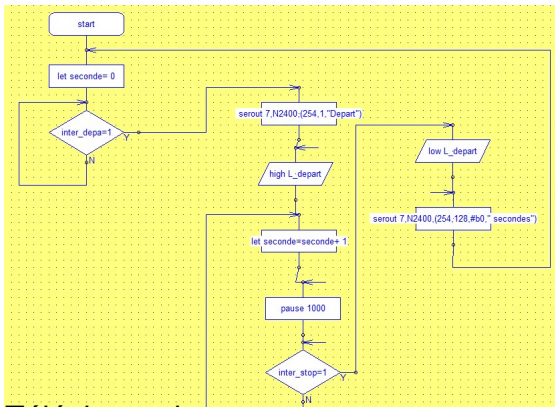 start
let seconde= 0
inter_depa=1
Y
N
serout 7,N2400,(254,1,"Depart")
high L_depart
let seconde=seconde+ 1
pause 1000
inter_stop=1
Y
N
low L_depart
serout 7,N2400,(254,128,#b0," secondes")